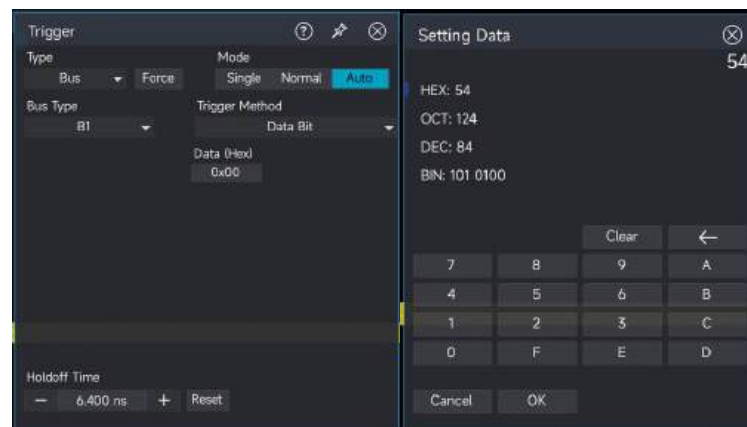 Trigger
Type
Mode
Bus
Force
Single
Normal
Auto
Bus Type
Trigger Method
B1
Data Bit
Data (Hex)
0x00
Holdoff Time
− 6.400 ns + Reset
Setting Data
54
HEX: 54
OCT: 124
DEC: 84
BIN: 101 0100
Clear ←
7 8 9 A
4 5 6 B
1 2 3 C
0 F E D
Cancel OK